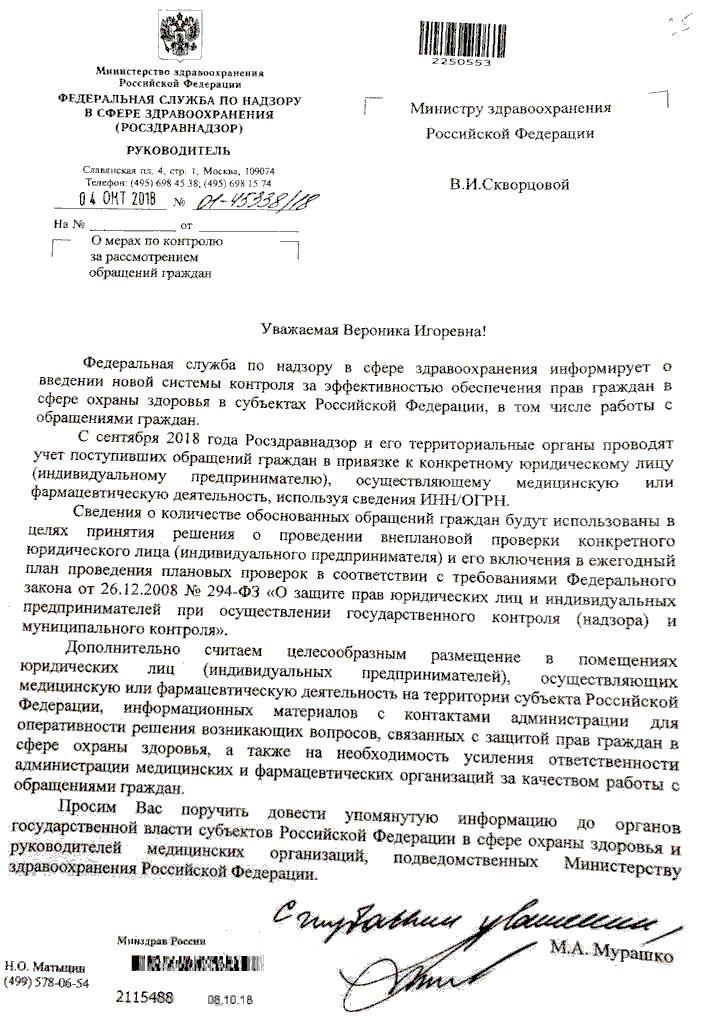 Министерство здравоохранения
Российской Федерации
ФЕДЕРАЛЬНАЯ СЛУЖБА ПО НАДЗОРУ
В СФЕРЕ ЗДРАВООХРАНЕНИЯ
(РОСЗДРАВНАДЗОР)
РУКОВОДИТЕЛЬ
Славянская пл. 4, стр. 1, Москва, 109074
Телефон: (495) 698 45 38; (495) 698 15 74
04 ОКТ 2018 № 01-45338/18
На № от
О мерах по контролю
за рассмотрением
обращений граждан
2250553
Министру здравоохранения
Российской Федерации
В.И.Скворцовой
Уважаемая Вероника Игоревна!
Федеральная служба по надзору в сфере здравоохранения информирует о
введении новой системы контроля за эффективностью обеспечения прав граждан в
сфере охраны здоровья в субъектах Российской Федерации, в том числе работы с
обращениями граждан.
С сентября 2018 года Росздравнадзор и его территориальные органы проводят
учет поступивших обращений граждан в привязке к конкретному юридическому лицу
(индивидуальному предпринимателю), осуществляющему медицинскую или
фармацевтическую деятельность, используя сведения ИНН/ОГРН.
Сведения о количестве обоснованных обращений граждан будут использованы в
целях принятия решения о проведении внеплановой проверки конкретного
юридического лица (индивидуального предпринимателя) и его включения в ежегодный
план проведения плановых проверок в соответствии с требованиями Федерального
закона от 26.12.2008 № 294-ФЗ «О защите прав юридических лиц и индивидуальных
предпринимателей при осуществлении государственного контроля (надзора) и
муниципального контроля».
Дополнительно считаем целесообразным размещение в помещениях
юридических лиц (индивидуальных предпринимателей), осуществляющих
медицинскую или фармацевтическую деятельность на территории субъекта Российской
Федерации, информационных материалов с контактами администрации для
оперативности решения возникающих вопросов, связанных с защитой прав граждан в
сфере охраны здоровья, а также на необходимость усиления ответственности
администрации медицинских и фармацевтических организаций за качеством работы с
обращениями граждан.
Просим Вас поручить довести упомянутую информацию до органов
государственной власти субъектов Российской Федерации в сфере охраны здоровья и
руководителей медицинских организаций, подведомственных Министерству
здравоохранения Российской Федерации.
С глубоким уважением,
М.А. Мурашко
Минздрав России
Н.О. Матыцин
(499) 578-06-54
2115488 08.10.18